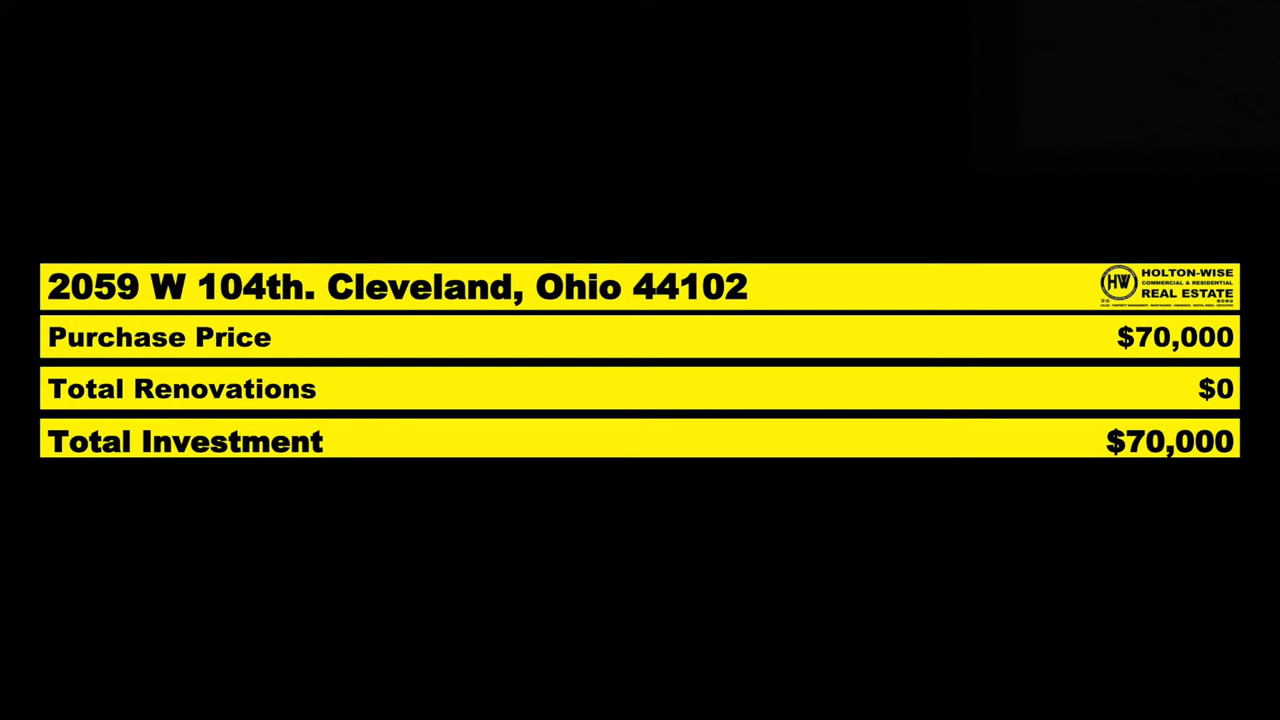 2059 W 104th. Cleveland, Ohio 44102
HW
HOLTON-WISE
COMMERCIAL & RESIDENTIAL
REAL ESTATE
Purchase Price $70,000
Total Renovations $0
Total Investment $70,000